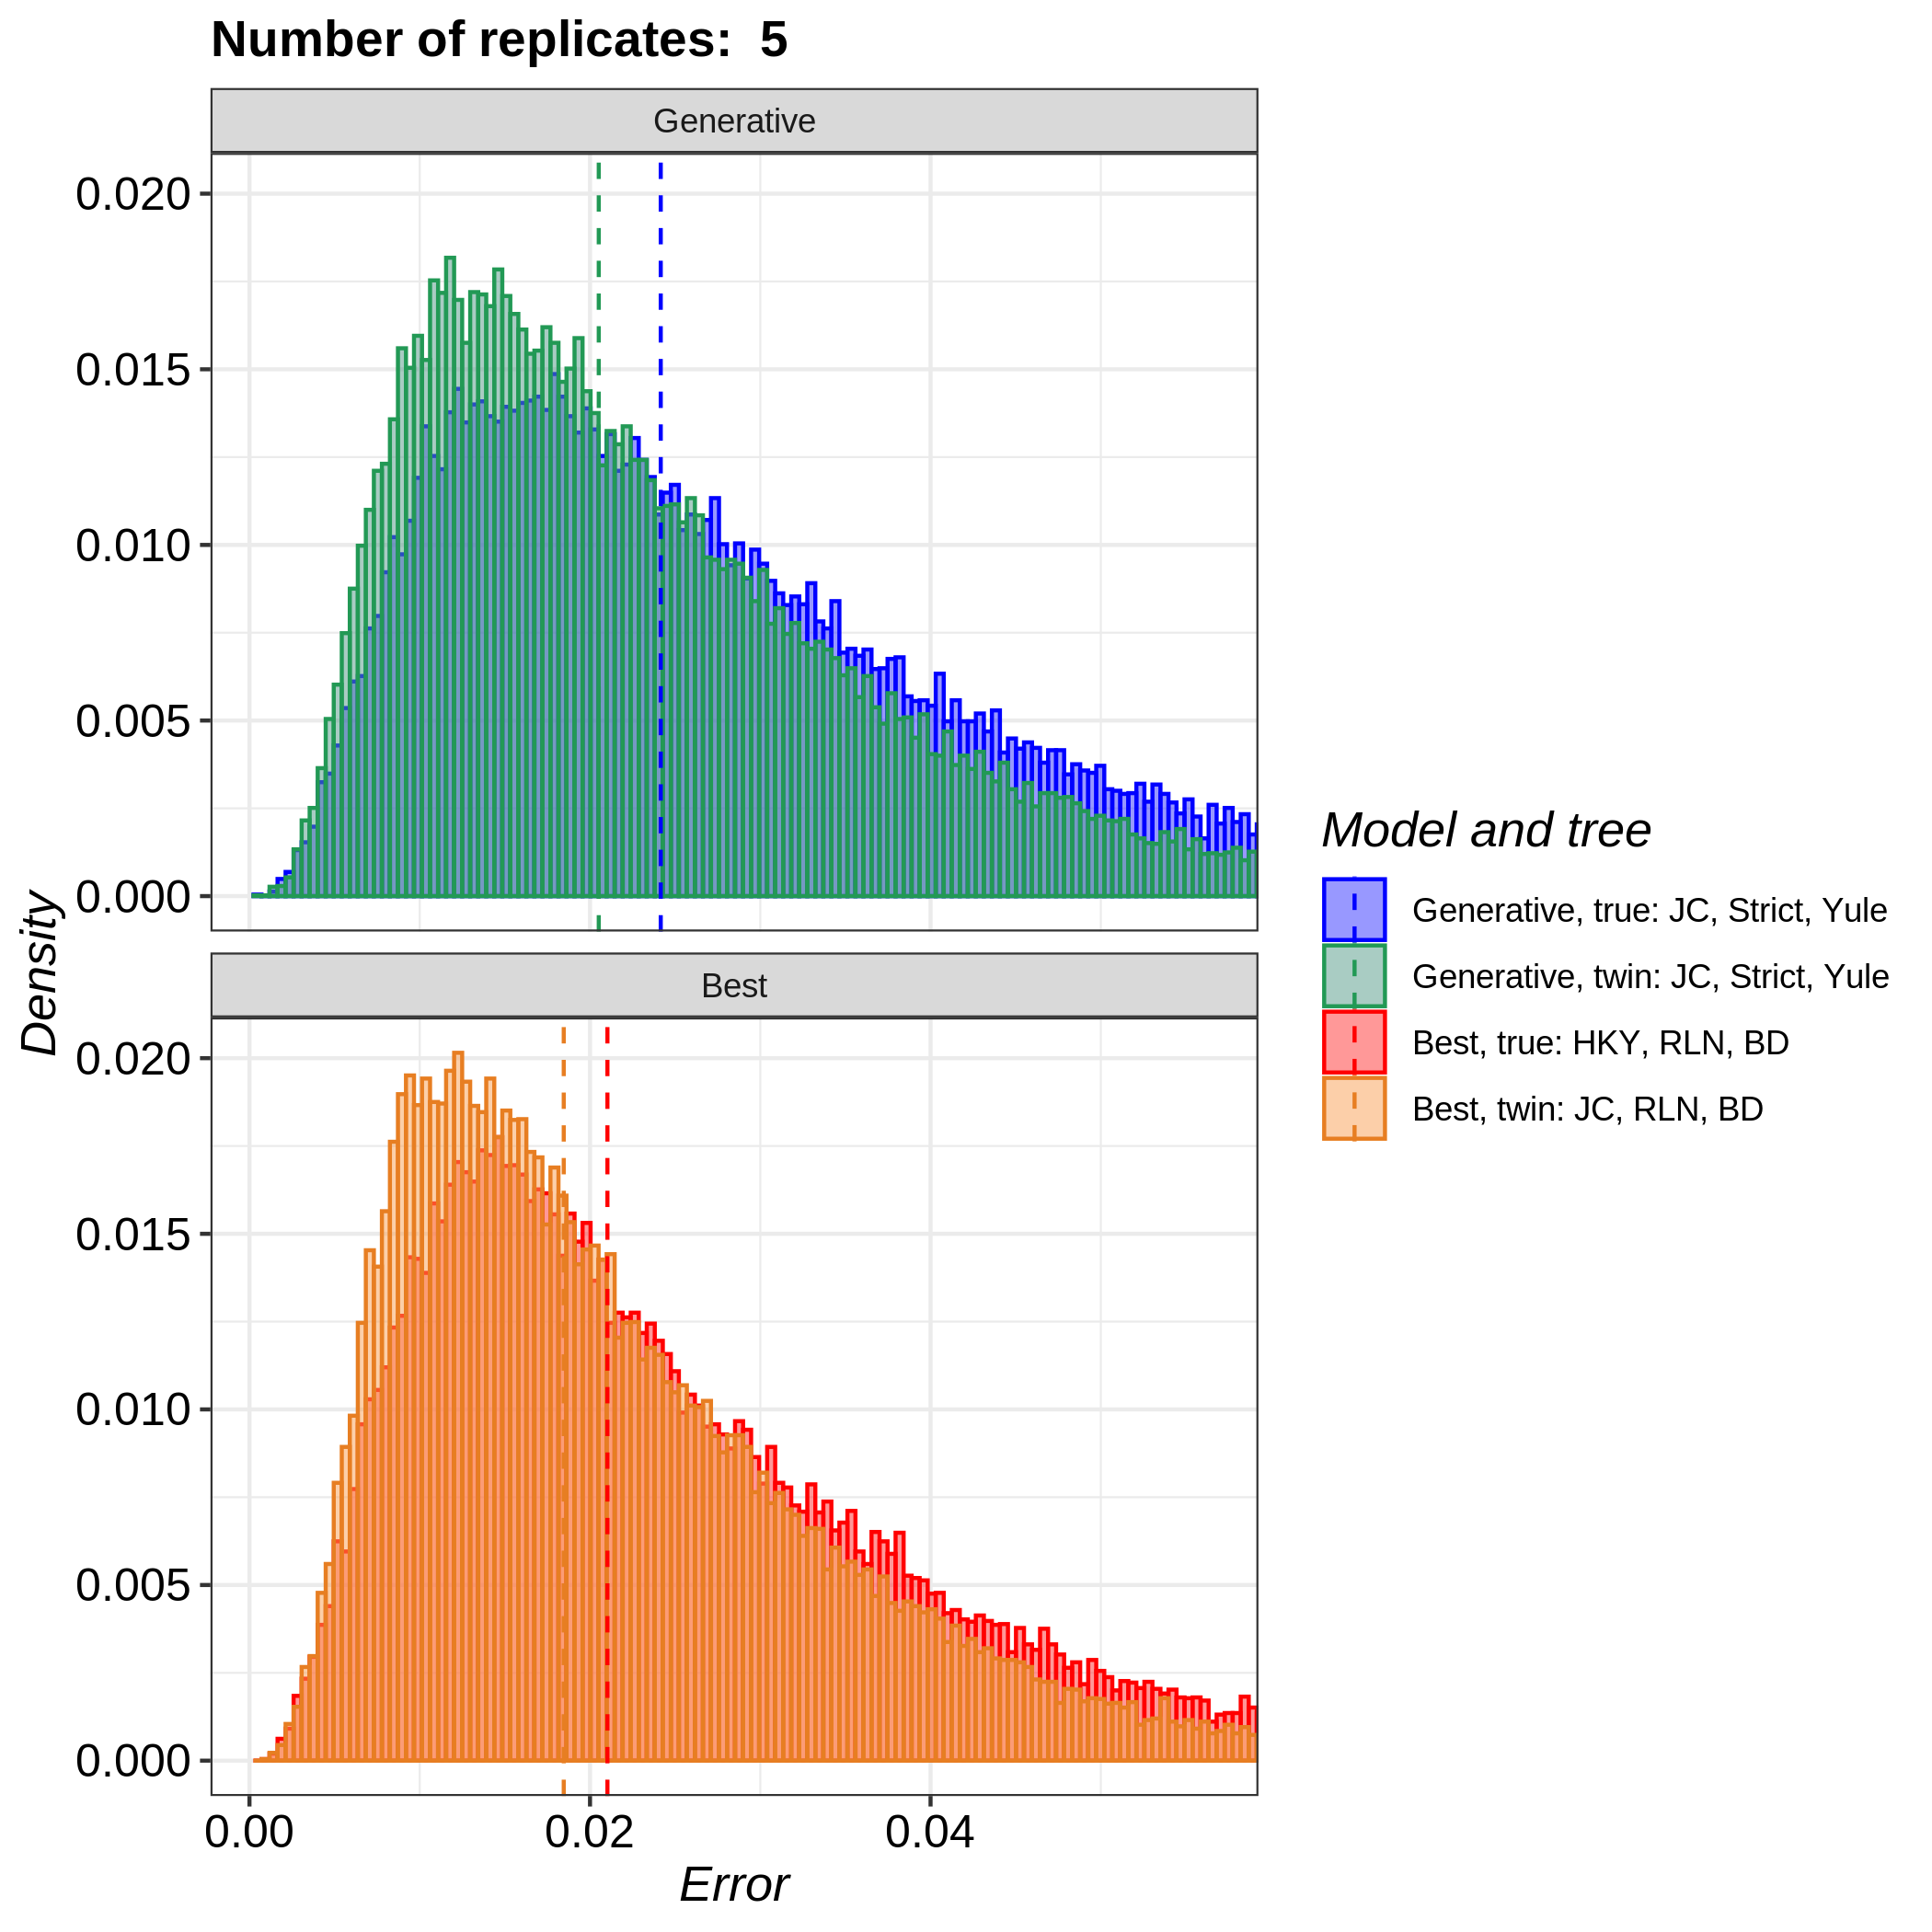 Number of replicates:  5
Generative
0.020
0.015
0.010
0.005
0.000
Density
Best
0.020
0.015
0.010
0.005
0.000
0.00
0.02
0.04
Error
Model and tree
Generative, true: JC, Strict, Yule
Generative, twin: JC, Strict, Yule
Best, true: HKY, RLN, BD
Best, twin: JC, RLN, BD